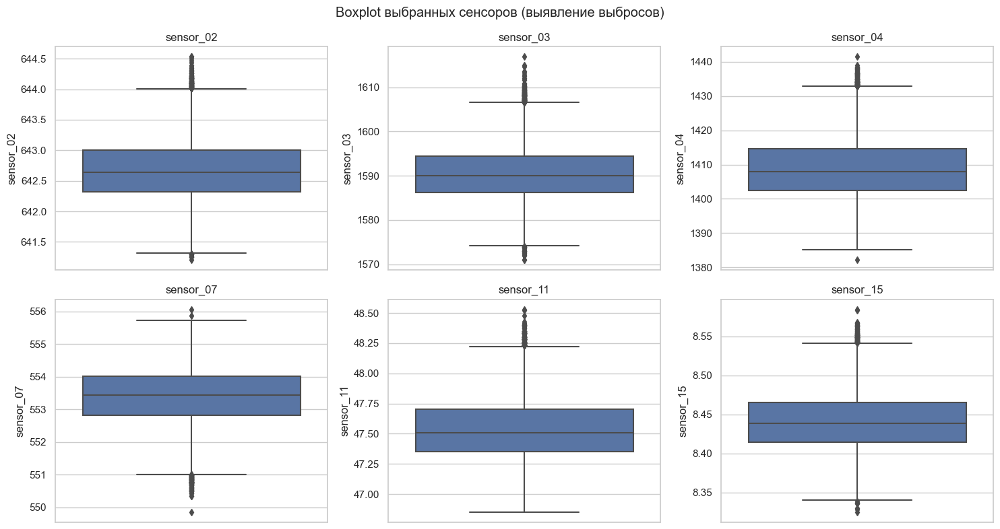 Boxplot выбранных сенсоров (выявление выбросов)
sensor_02
644.5
644.0
643.5
643.0
642.5
642.0
641.5
sensor_02
sensor_03
1610
1600
1590
1580
1570
sensor_03
sensor_04
1440
1430
1420
1410
1400
1390
1380
sensor_04
sensor_07
556
555
554
553
552
551
550
sensor_07
sensor_11
48.50
48.25
48.00
47.75
47.50
47.25
47.00
sensor_11
sensor_15
8.55
8.50
8.45
8.40
8.35
sensor_15